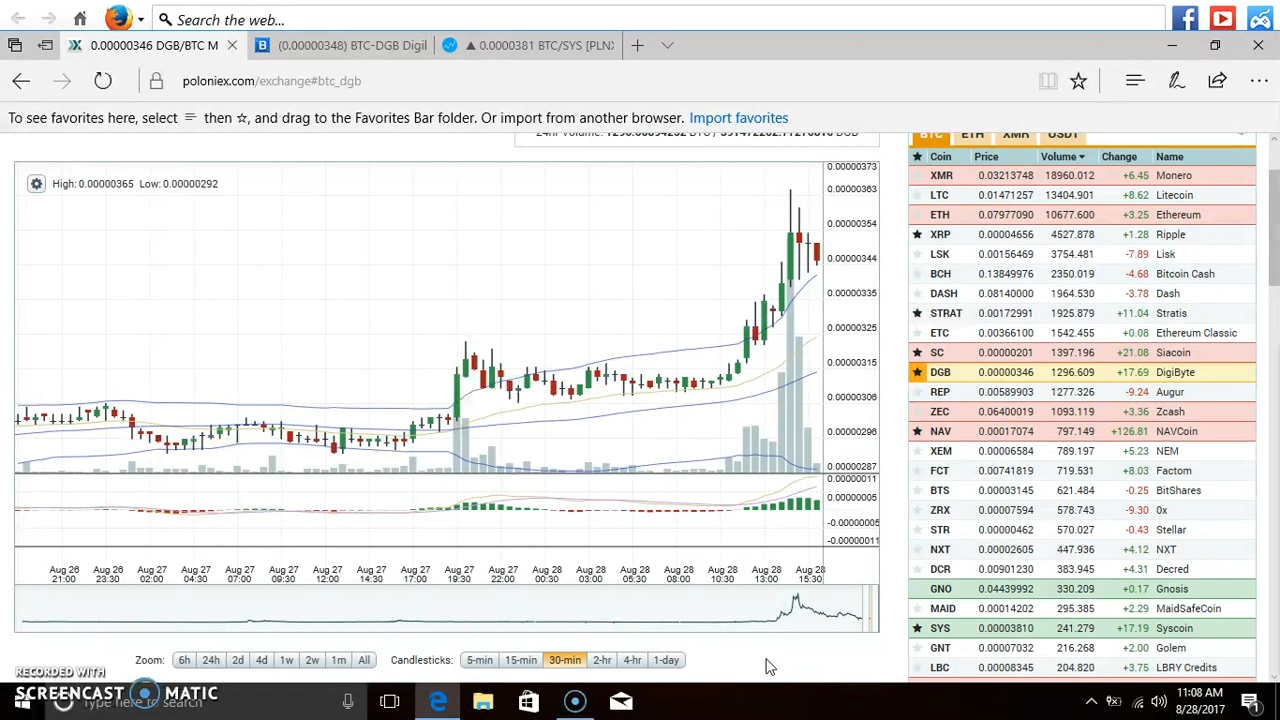 Search the web...
0.00000346 DGB/BTC M
(0.00000348) BTC-DGB Digil
▲ 0.0000381 BTC/SYS [PLNX
poloniex.com/exchange#btc_dgb
To see favorites here, select then ☆, and drag to the Favorites Bar folder. Or import from another browser. Import favorites
BTC ETH XMR USDT
High: 0.00000365 Low: 0.00000292
0.00000373
0.00000363
0.00000354
0.00000344
0.00000335
0.00000325
0.00000315
0.00000306
0.00000296
0.00000287
0.00000011
0.00000005
-0.00000005
-0.00000011
Aug 26 21:00
Aug 26 23:30
Aug 27 02:00
Aug 27 04:30
Aug 27 07:00
Aug 27 09:30
Aug 27 12:00
Aug 27 14:30
Aug 27 17:00
Aug 27 19:30
Aug 27 22:00
Aug 28 00:30
Aug 28 03:00
Aug 28 05:30
Aug 28 08:00
Aug 28 10:30
Aug 28 13:00
Aug 28 15:30
Zoom: 6h 24h 2d 4d 1w 2w 1m All Candlesticks: 5-min 15-min 30-min 2-hr 4-hr 1-day
Coin Price Volume Change Name
XMR 0.03213748 18960.012 +6.45 Monero
LTC 0.01471257 13404.901 +8.62 Litecoin
ETH 0.07977090 10677.600 +3.25 Ethereum
XRP 0.00004656 4527.878 +1.28 Ripple
LSK 0.00156469 3754.481 -7.89 Lisk
BCH 0.13849976 2350.019 -4.68 Bitcoin Cash
DASH 0.08140000 1964.530 -3.78 Dash
STRAT 0.00172991 1925.879 +11.04 Stratis
ETC 0.00366100 1542.455 +0.08 Ethereum Classic
SC 0.00000201 1397.196 +21.08 Siacoin
DGB 0.00000346 1296.609 +17.69 DigiByte
REP 0.00589903 1277.326 -9.24 Augur
ZEC 0.06400019 1093.119 +3.36 Zcash
NAV 0.00017074 797.149 +126.81 NAVCoin
XEM 0.00006584 789.197 +5.23 NEM
FCT 0.00741819 719.531 +8.03 Factom
BTS 0.00003145 621.484 -0.25 BitShares
ZRX 0.00007594 578.743 -9.30 0x
STR 0.00000462 570.027 -0.43 Stellar
NXT 0.00002605 447.936 +4.12 NXT
DCR 0.00901230 383.945 +4.31 Decred
GNO 0.04439992 330.209 +0.17 Gnosis
MAID 0.00014202 295.385 +2.29 MaidSafeCoin
SYS 0.00003810 241.279 +17.19 Syscoin
GNT 0.00007032 216.268 +2.00 Golem
LBC 0.00008345 204.820 +3.75 LBRY Credits
RECORDED WITH
SCREENCAST MATIC
Type here to search
11:08 AM
8/28/2017
1